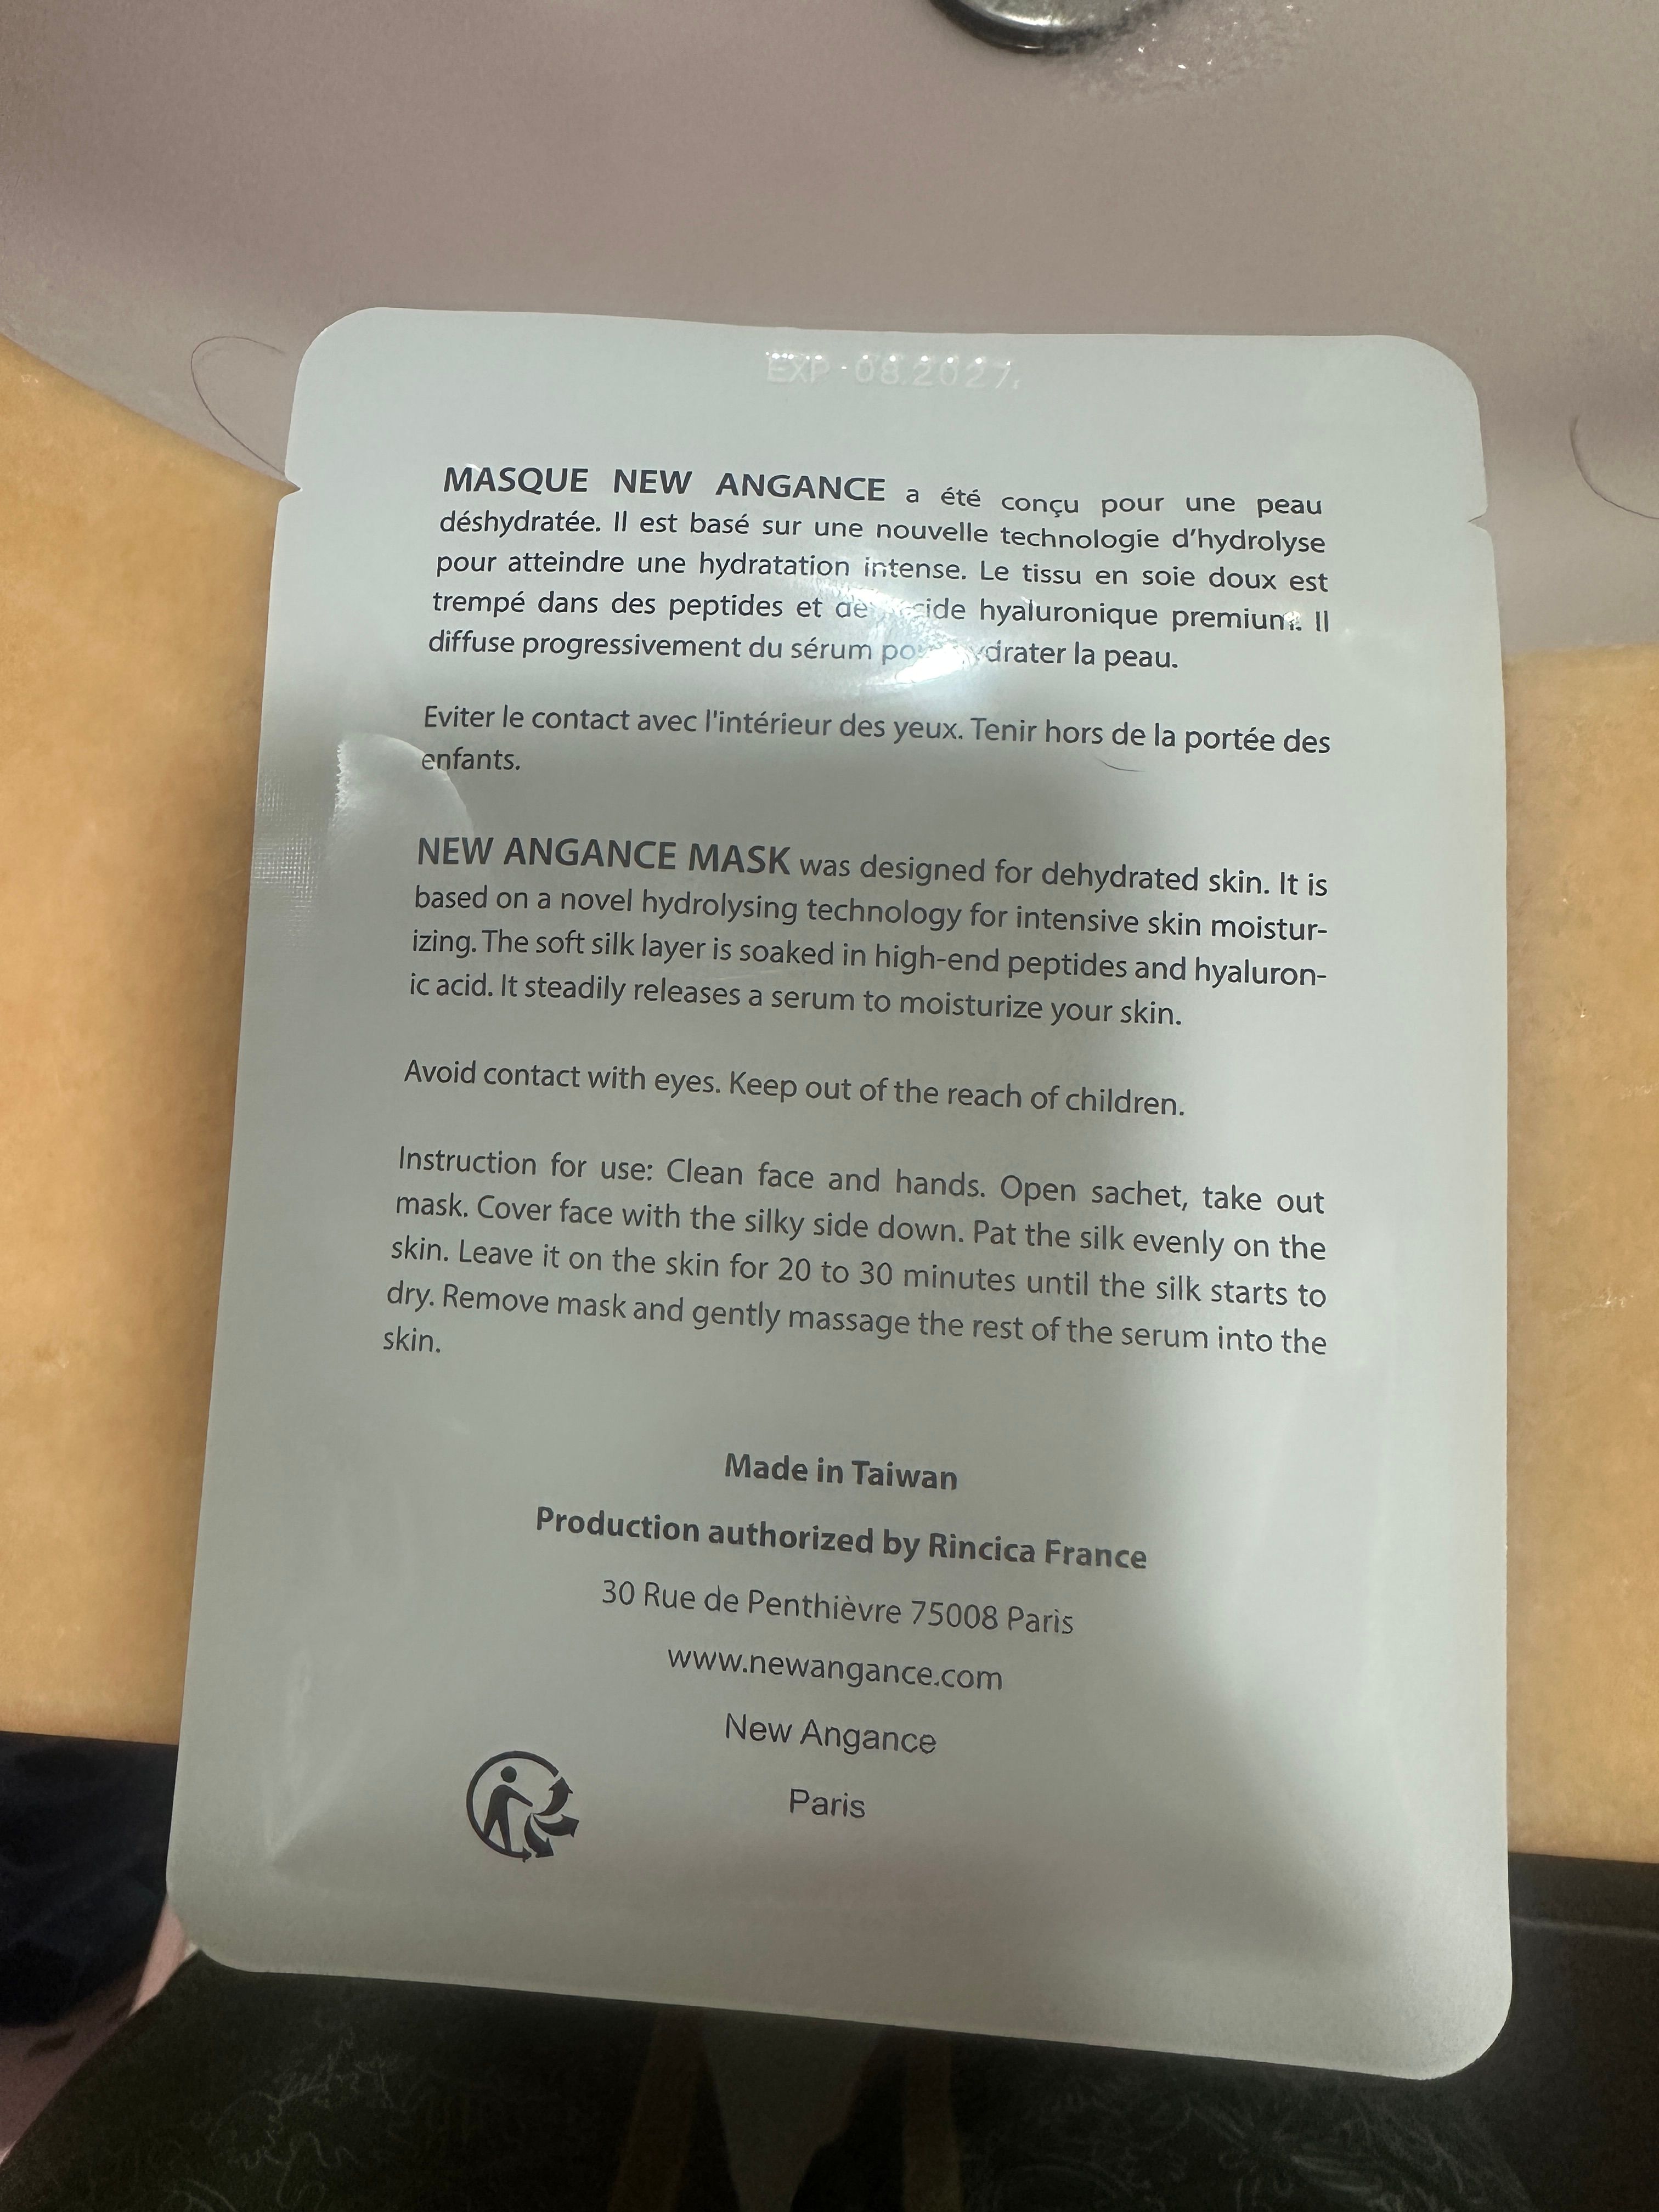 EXP 08.2027
MASQUE NEW ANGANCE a été conçu pour une peau
déshydratée. Il est basé sur une nouvelle technologie d'hydrolyse
pour atteindre une hydratation intense. Le tissu en soie doux est
trempé dans des peptides et hyaluronique premium. Il
diffuse progressivement du sérum la peau.
Eviter le contact avec l'intérieur des yeux. Tenir hors de la portée des
enfants.
NEW ANGANCE MASK was designed for dehydrated skin. It is
based on a novel hydrolysing technology for intensive skin moistur-
izing. The soft silk layer is soaked in high-end peptides and hyaluron-
ic acid. It steadily releases a serum to moisturize your skin.
Avoid contact with eyes. Keep out of the reach of children.
Instruction for use: Clean face and hands. Open sachet, take out
mask. Cover face with the silky side down. Pat the silk evenly on the
skin. Leave it on the skin for 20 to 30 minutes until the silk starts to
dry. Remove mask and gently massage the rest of the serum into the
skin.
Made in Taiwan
Production authorized by Rincica France
30 Rue de Penthièvre 75008 Paris
www.newangance.com
New Angance
Paris